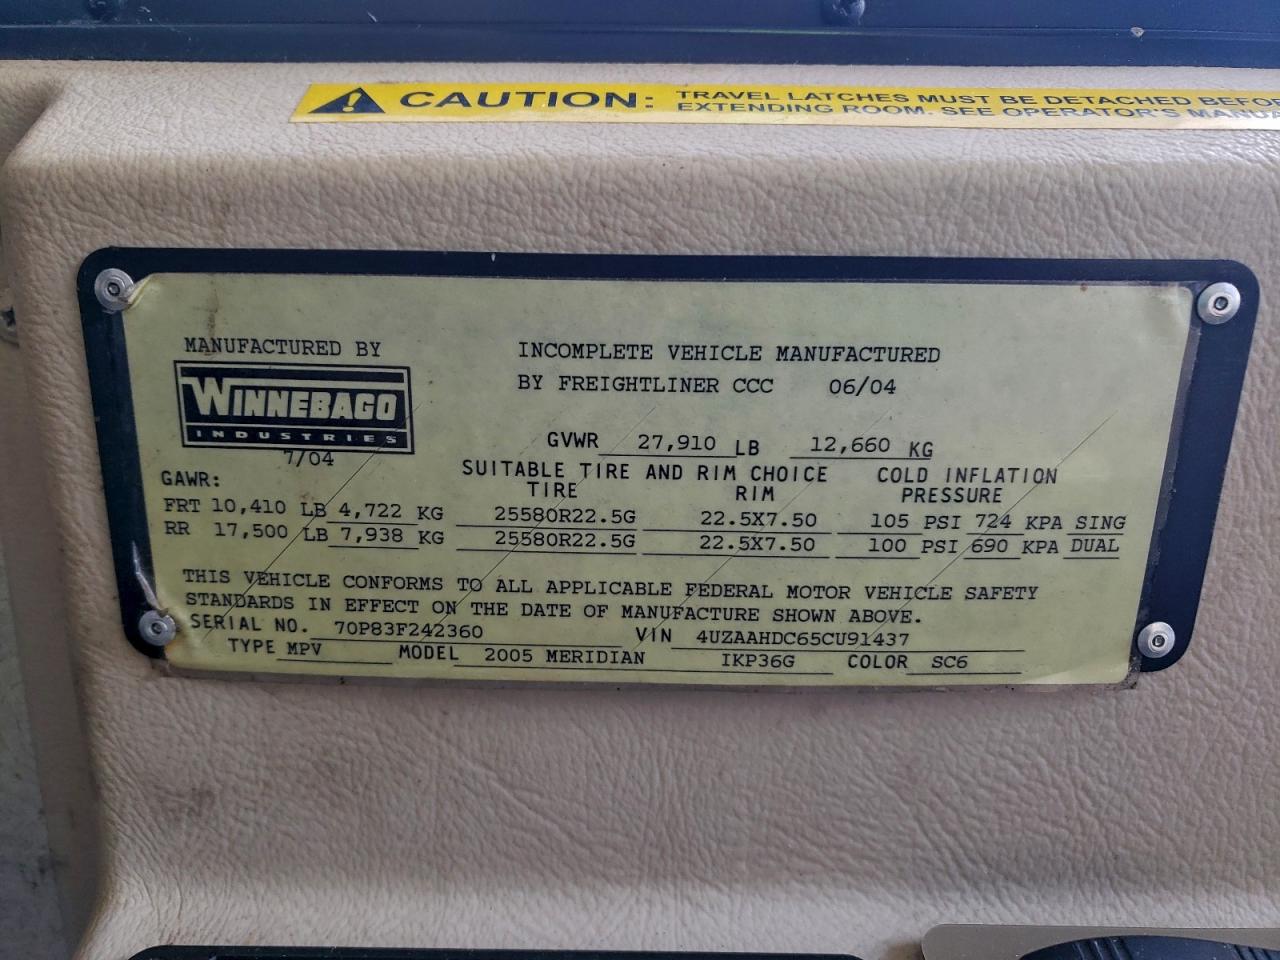 CAUTION: TRAVEL LATCHES MUST BE DETACHED
EXTENDING ROOM. SEE OPERATOR'S
MANUFACTURED BY
WINNEBAGO
INDUSTRIES
7/04
INCOMPLETE VEHICLE MANUFACTURED
BY FREIGHTLINER CCC 06/04
GVWR 27,910 LB 12,660 KG
SUITABLE TIRE AND RIM CHOICE COLD INFLATION
GAWR: TIRE RIM PRESSURE
FRT 10,410 LB 4,722 KG 25580R22.5G 22.5X7.50 105 PSI 724 KPA SING
RR 17,500 LB 7,938 KG 25580R22.5G 22.5X7.50 100 PSI 690 KPA DUAL
THIS VEHICLE CONFORMS TO ALL APPLICABLE FEDERAL MOTOR VEHICLE SAFETY
STANDARDS IN EFFECT ON THE DATE OF MANUFACTURE SHOWN ABOVE.
SERIAL NO. 70P83F242360 VIN 4UZAAHDC65CU91437
TYPE MPV MODEL 2005 MERIDIAN IKP36G COLOR SC6